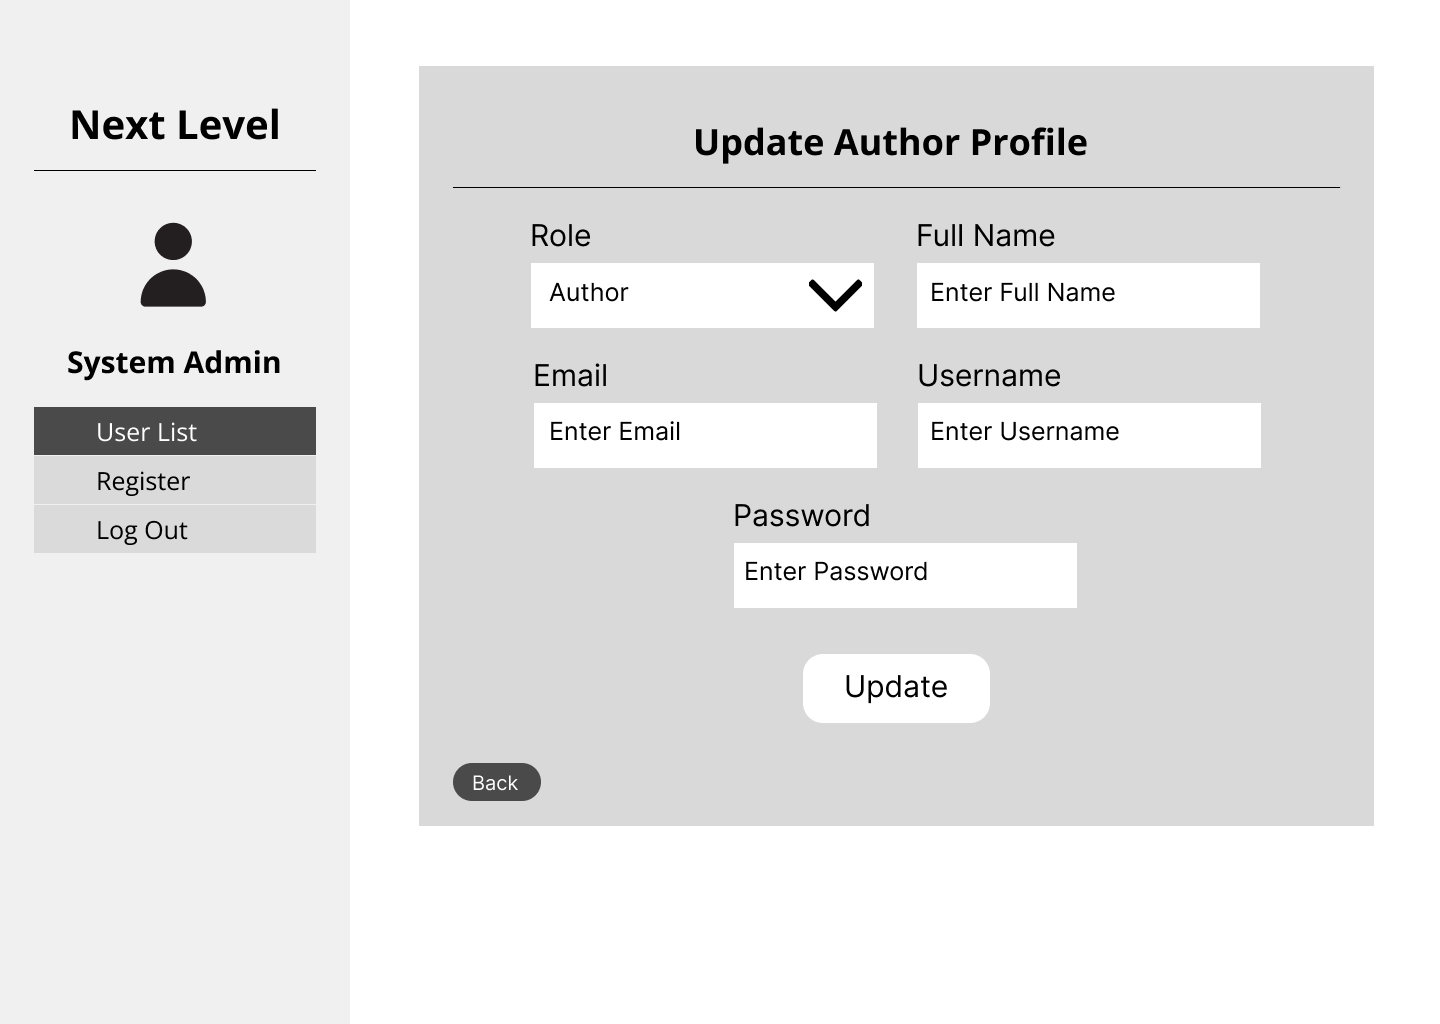 Next Level
System Admin
User List
Register
Log Out
Update Author Profile
Role
Full Name
Author
Enter Full Name
Email
Username
Enter Email
Enter Username
Password
Enter Password
Update
Back